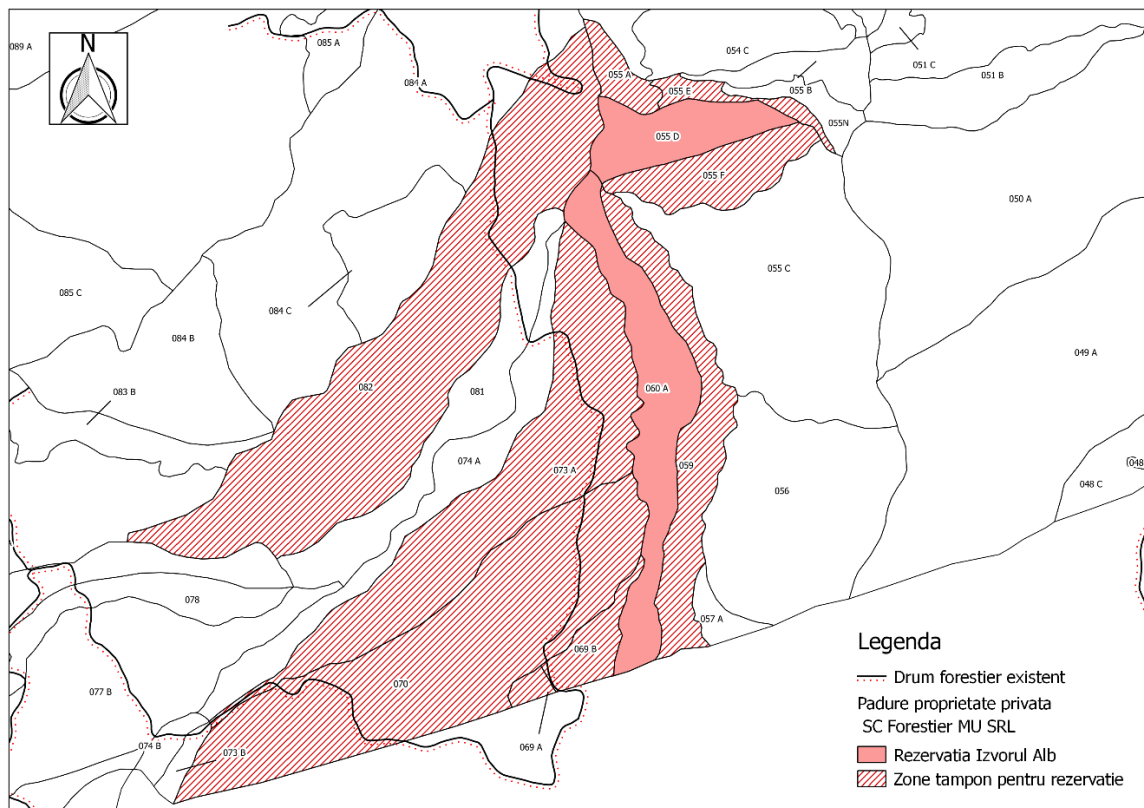 N
089 A
085 A
084 A
055 A
055 E
054 C
055 B
051 C
051 B
055N
055 D
055 F
050 A
055 C
085 C
084 C
084 B
083 B
082
081
060 A
049 A
074 A
073 A
059
056
048 C
048
078
057 A
069 B
070
077 B
069 A
074 B
073 B
Legenda
Drum forestier existent
Padure proprietate privata
SC Forestier MU SRL
Rezervatia Izvorul Alb
Zone tampon pentru rezervatie